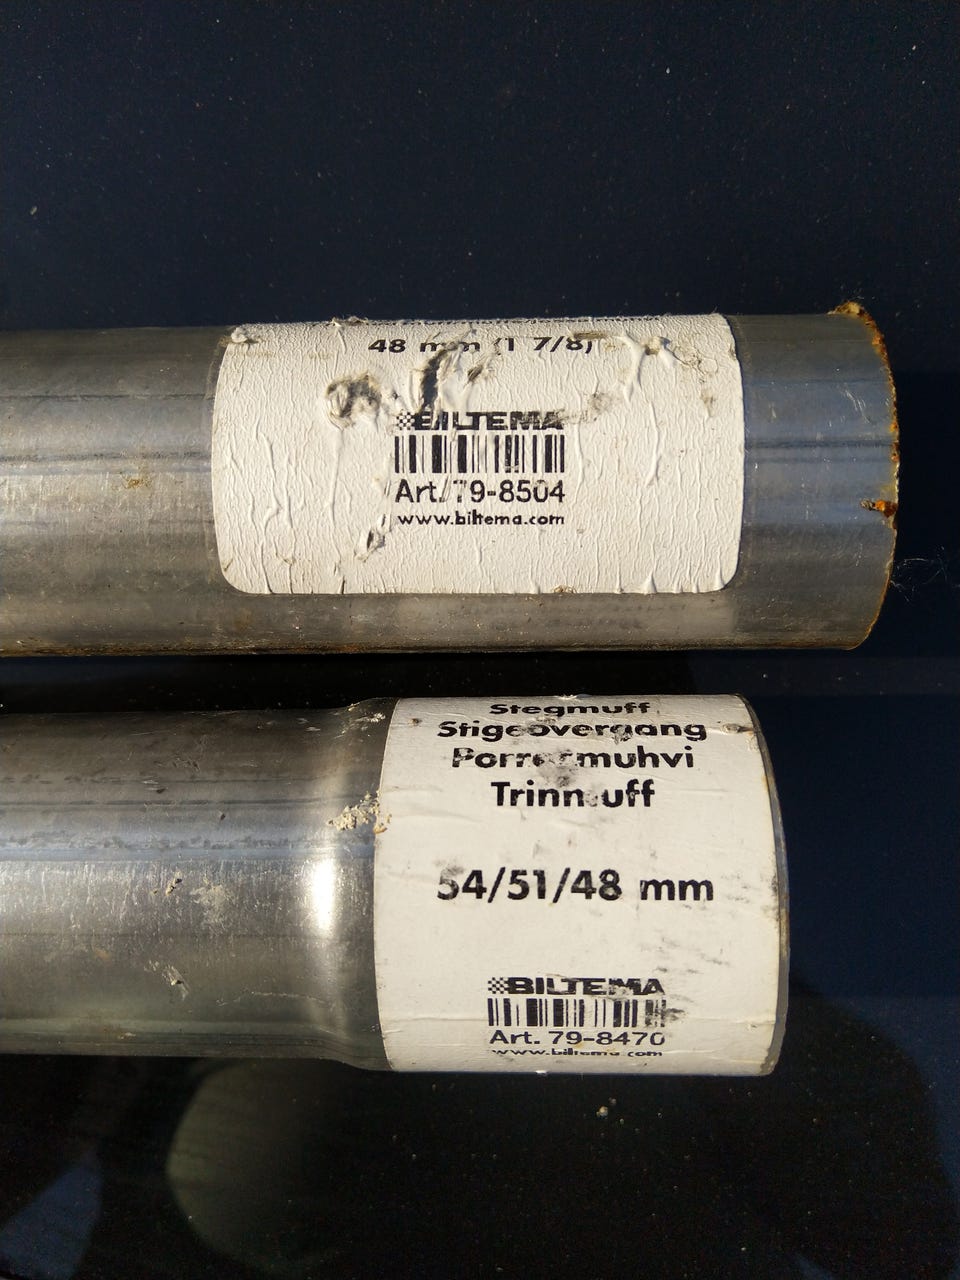 48 mm (1 7/8)
BILTEMA
Art. 79-8504
www.biltema.com
Stegmuff
Stigeovergang
Porrasmuhvi
Trinnmuff
54/51/48 mm
BILTEMA
Art. 79-8470
www.biltema.com